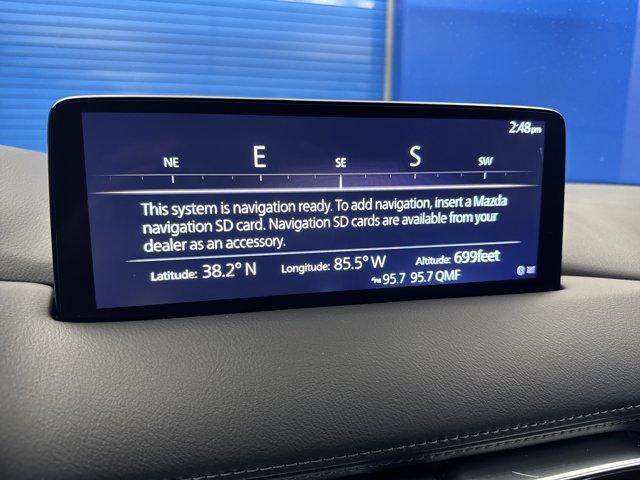 2:48pm
NE E SE S SW
This system is navigation ready. To add navigation, insert a Mazda
navigation SD card. Navigation SD cards are available from your
dealer as an accessory.
Latitude: 38.2° N Longitude: 85.5° W Altitude: 699feet
FM 95.7 95.7 QMF